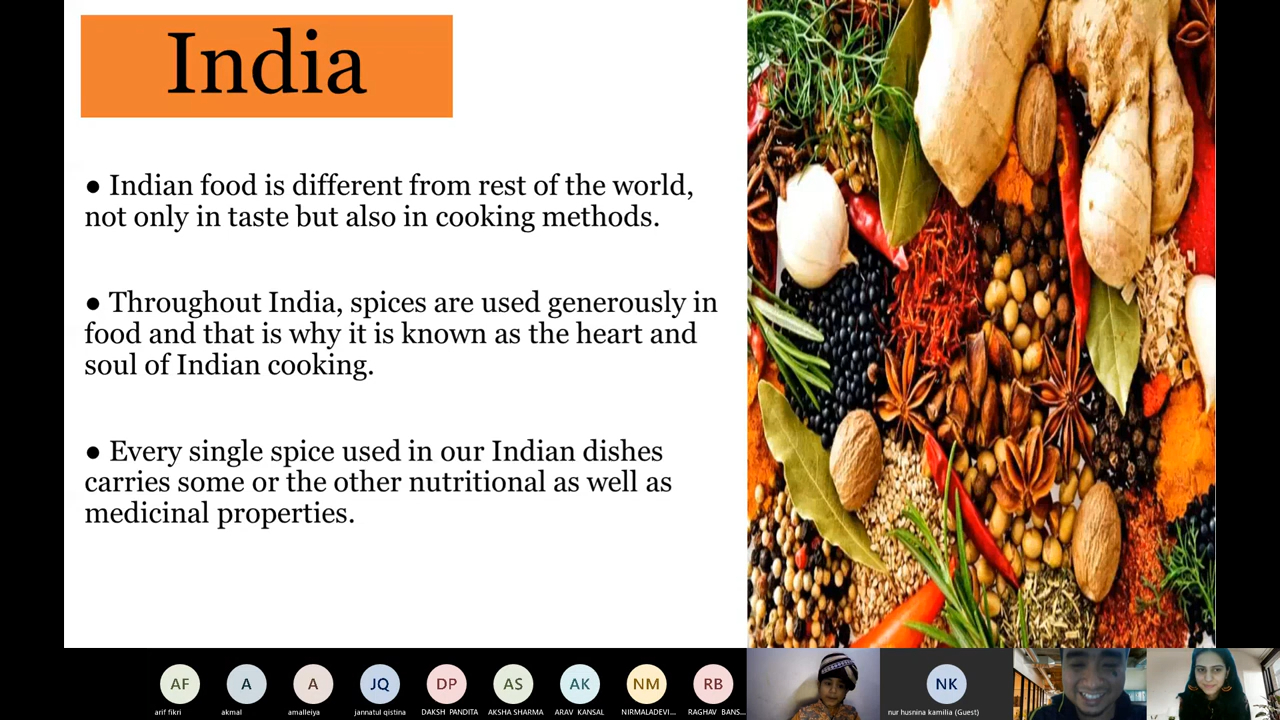 India
● Indian food is different from rest of the world,
not only in taste but also in cooking methods.
● Throughout India, spices are used generously in
food and that is why it is known as the heart and
soul of Indian cooking.
● Every single spice used in our Indian dishes
carries some or the other nutritional as well as
medicinal properties.
AF A A JQ DP AS AK NM RB NK
arif fikri akmal amalleiya jannatul qistina DAKSH PANDITA AKSHA SHARMA ARAV KANSAL NIRMALADEVI... RAGHAV BANS... nur husnina kamilia (Guest)